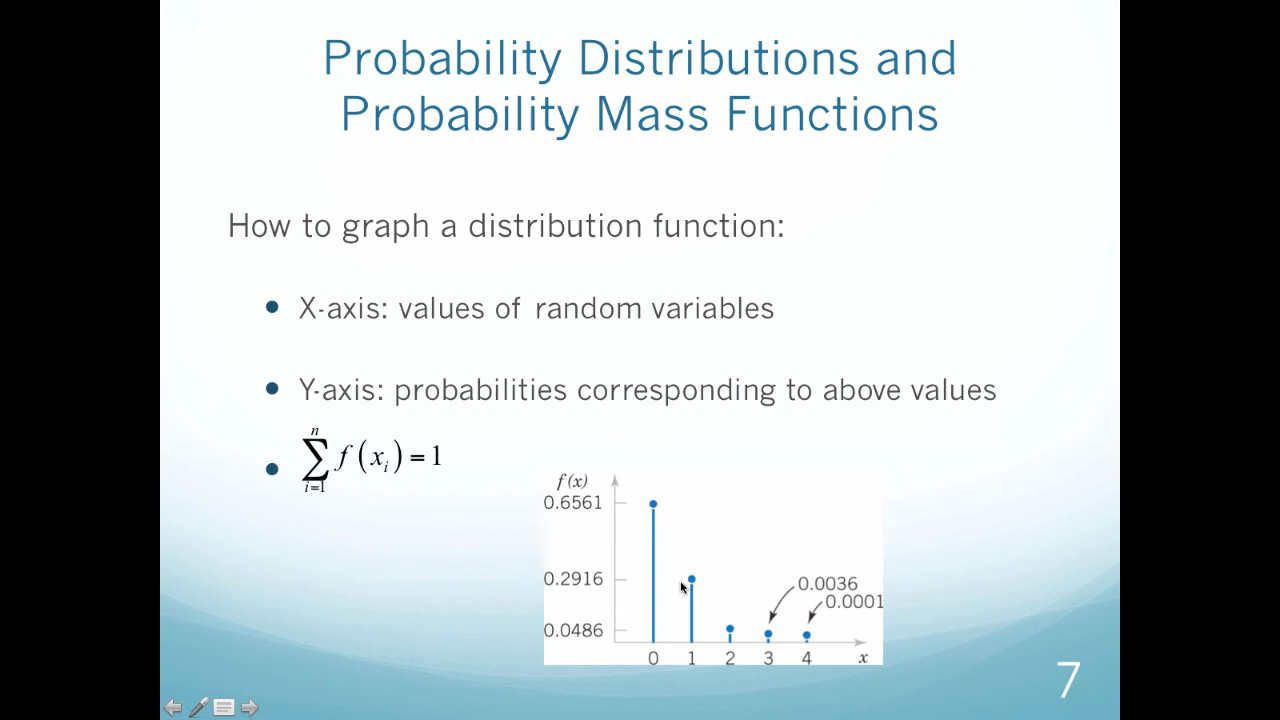 Probability Distributions and
Probability Mass Functions
How to graph a distribution function:
• X-axis: values of random variables
• Y-axis: probabilities corresponding to above values
• \sum_{i=1}^{n} f(x_i) = 1
f(x)
0.6561
0.2916
0.0486
0.0036
0.0001
0 1 2 3 4 x
7